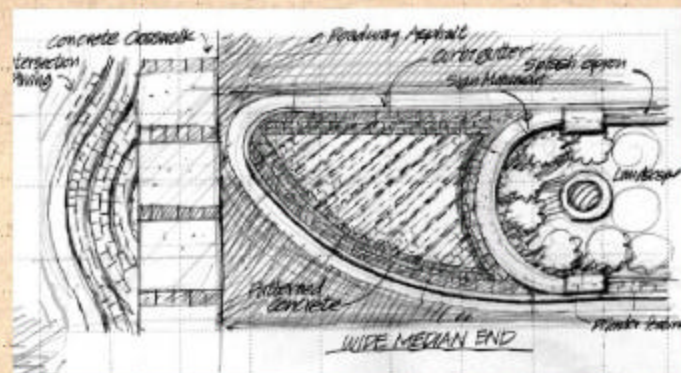 Concrete Crosswalk
Roadway Asphalt
Curb & gutter
Splash apron
Intersection
Paving
Sign Monument
Landscape
Patterned
Concrete
WIDE MEDIAN END